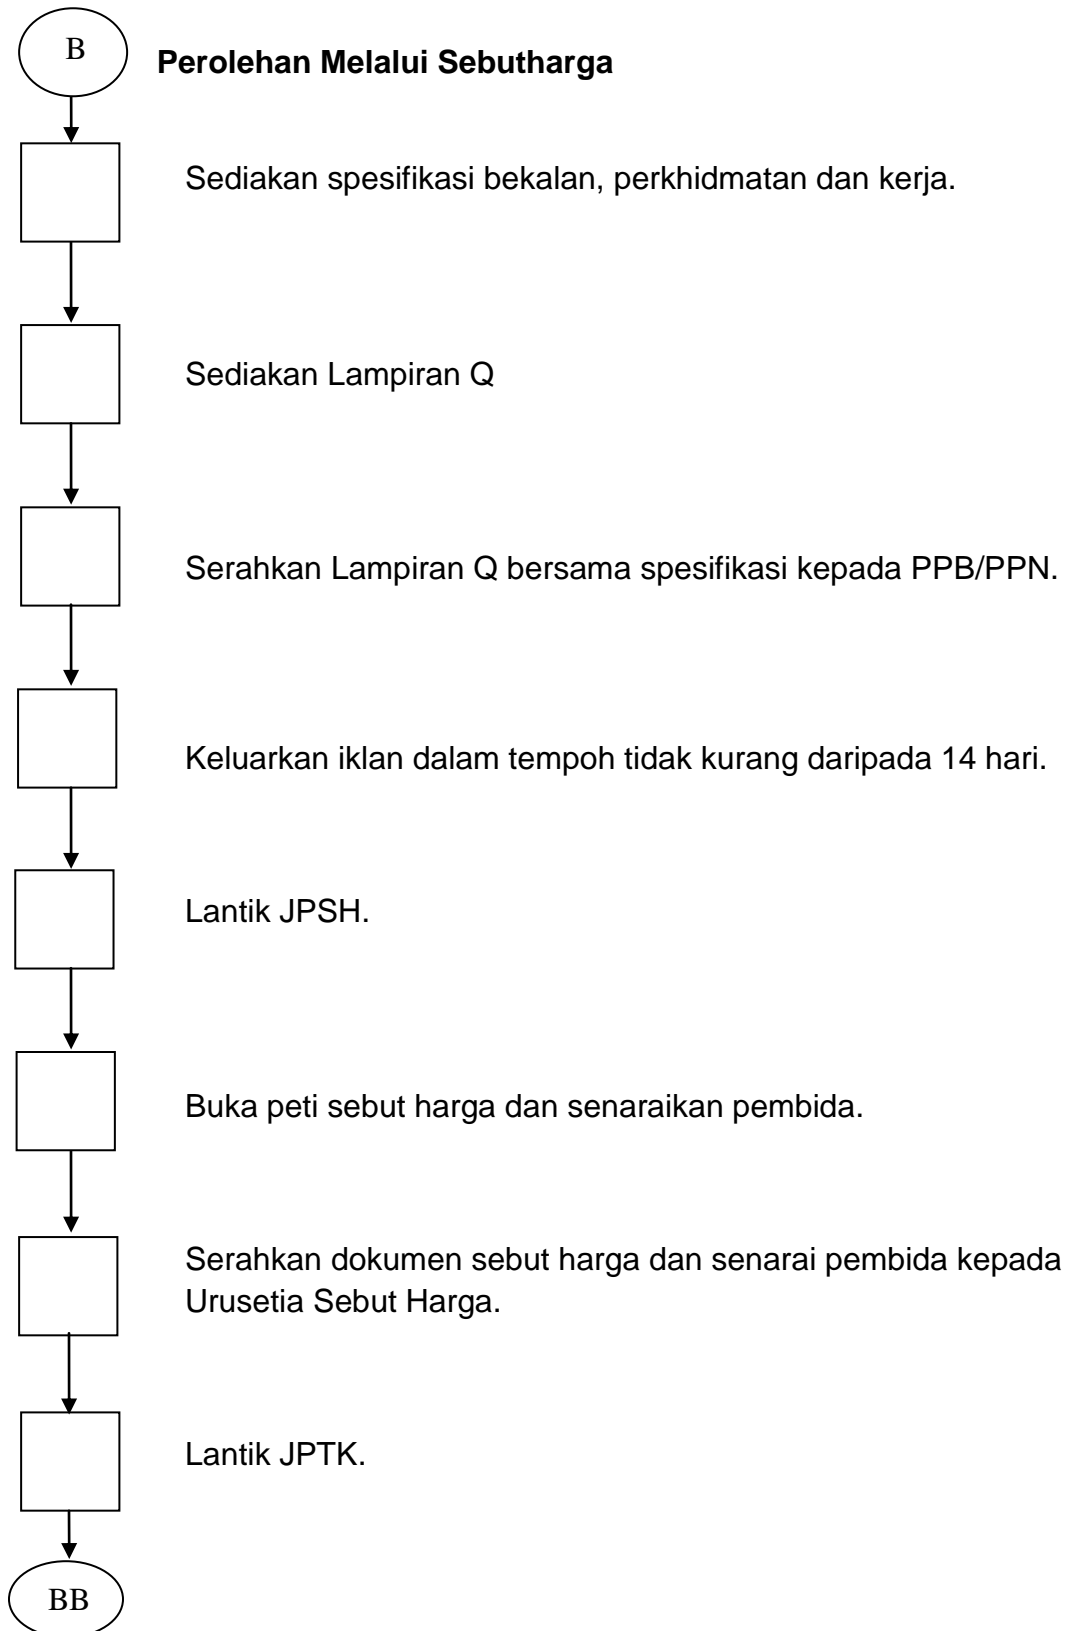 B
Perolehan Melalui Sebutharga
Sediakan spesifikasi bekalan, perkhidmatan dan kerja.
Sediakan Lampiran Q
Serahkan Lampiran Q bersama spesifikasi kepada PPB/PPN.
Keluarkan iklan dalam tempoh tidak kurang daripada 14 hari.
Lantik JPSH.
Buka peti sebut harga dan senaraikan pembida.
Serahkan dokumen sebut harga dan senarai pembida kepada
Urusetia Sebut Harga.
Lantik JPTK.
BB